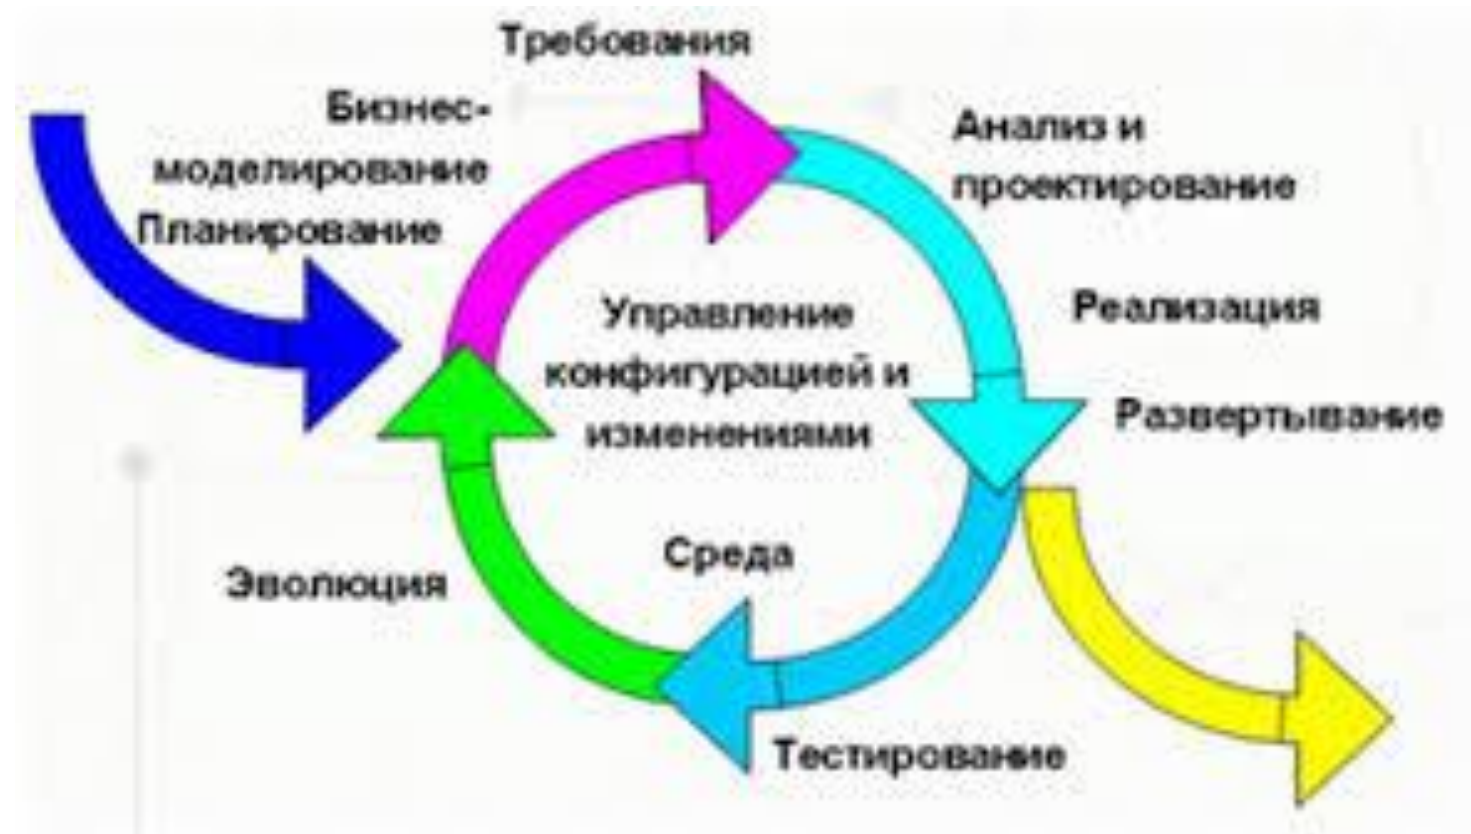 Требования
Бизнес-
моделирование
Планирование
Анализ и
проектирование
Реализация
Развертывание
Управление
конфигурацией и
изменениями
Среда
Эволюция
Тестирование